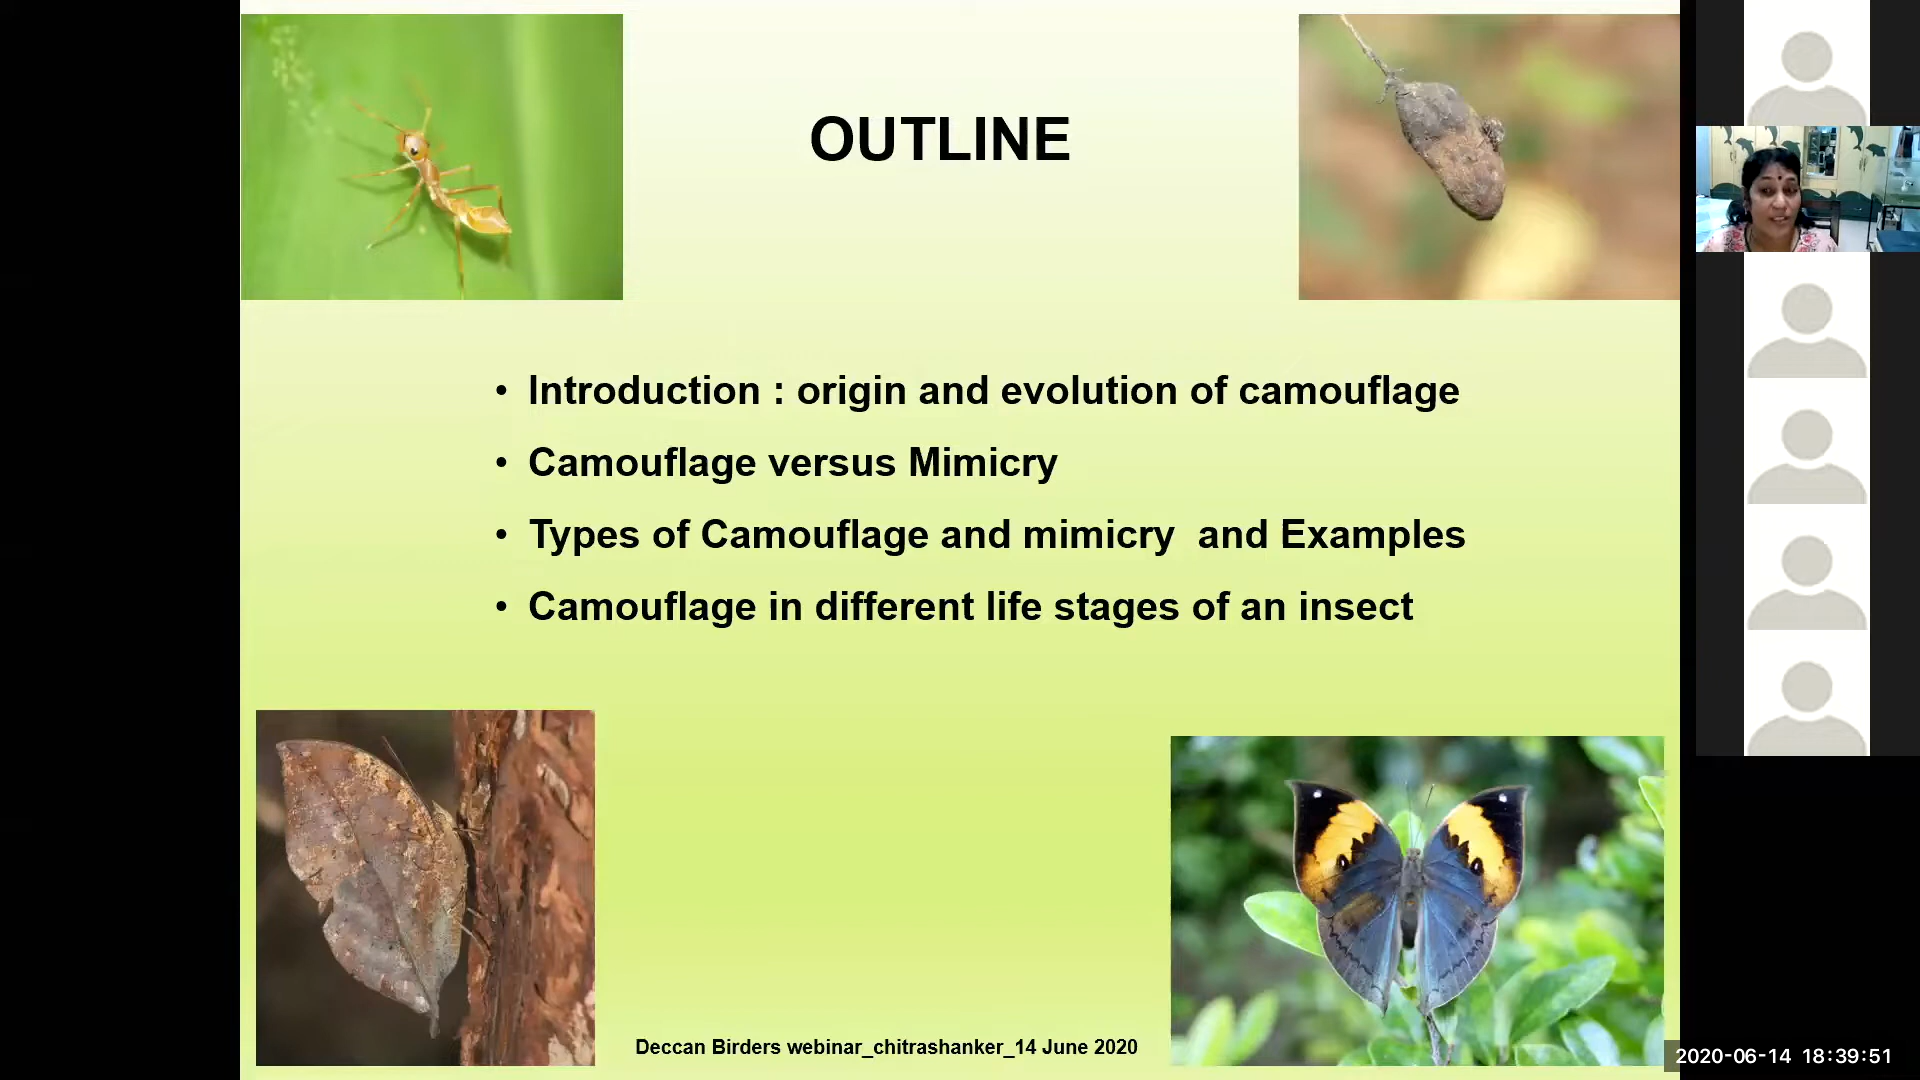 OUTLINE
• Introduction : origin and evolution of camouflage
• Camouflage versus Mimicry
• Types of Camouflage and mimicry  and Examples
• Camouflage in different life stages of an insect
Deccan Birders webinar_chitrashanker_14 June 2020
2020-06-14 18:39:51